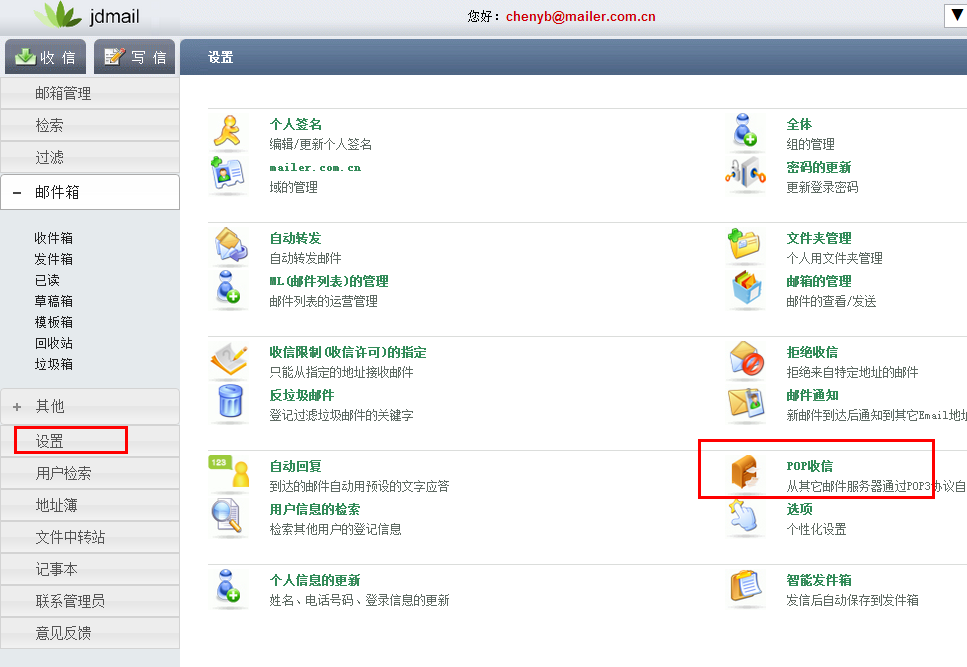 jdmail
您好：chenyb@mailer.com.cn
收 信
写 信
设置
邮箱管理
检索
过滤
− 邮件箱
收件箱
发件箱
已读
草稿箱
模板箱
回收站
垃圾箱
+ 其他
设置
用户检索
地址簿
文件中转站
记事本
联系管理员
意见反馈
个人签名
编辑/更新个人签名
全体
组的管理
mailer.com.cn
域的管理
密码的更新
更新登录密码
自动转发
自动转发邮件
文件夹管理
个人用文件夹管理
ML(邮件列表)的管理
邮件列表的运营管理
邮箱的管理
邮件的查看/发送
收信限制(收信许可)的指定
只能从指定的地址接收邮件
拒绝收信
拒绝来自特定地址的邮件
反垃圾邮件
登记过滤垃圾邮件的关键字
邮件通知
新邮件到达后通知到其它Email地址
123
自动回复
到达的邮件自动用预设的文字应答
POP收信
从其它邮件服务器通过POP3协议自
用户信息的检索
检索其他用户的登记信息
选项
个性化设置
个人信息的更新
姓名、电话号码、登录信息的更新
智能发件箱
发信后自动保存到发件箱